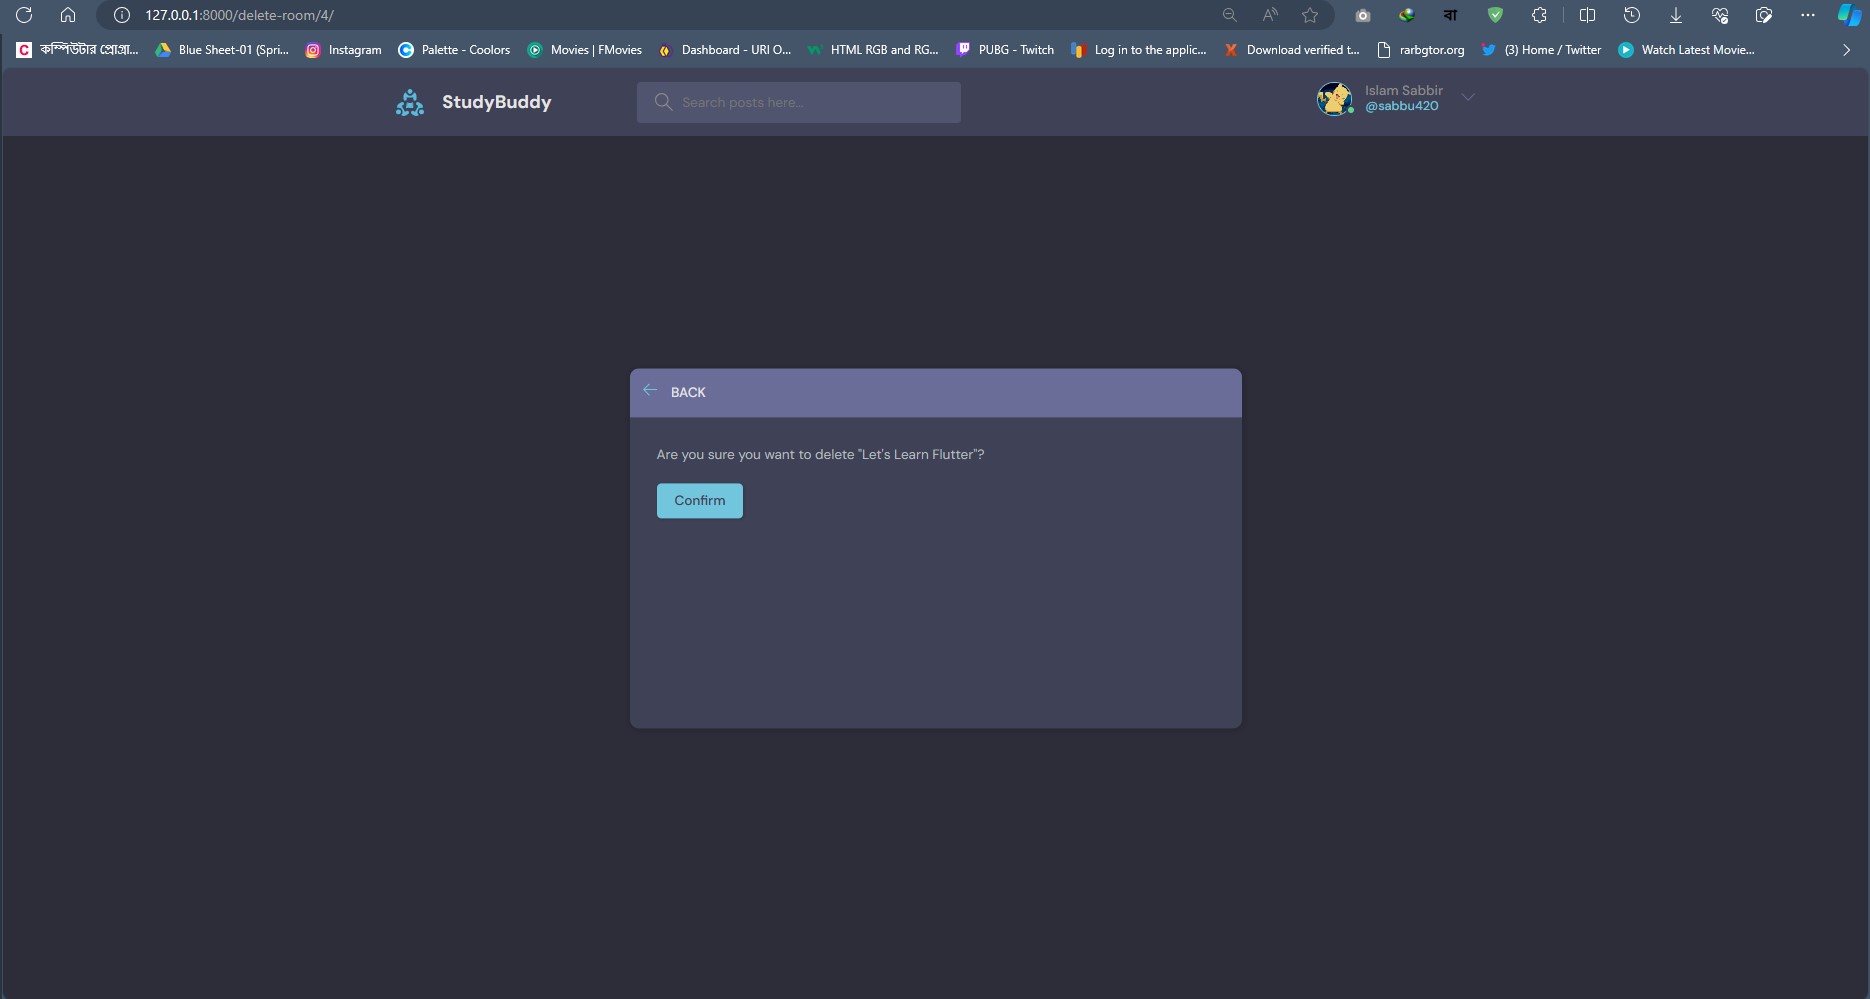 127.0.0.1:8000/delete-room/4/
বা
C কম্পিউটার প্রোগ্রা... Blue Sheet-01 (Spri... Instagram Palette - Coolors Movies | FMovies Dashboard - URI O... HTML RGB and RG... PUBG - Twitch Log in to the applic... Download verified t... rarbgtor.org (3) Home / Twitter Watch Latest Movie...
StudyBuddy
Search posts here...
Islam Sabbir
@sabbu420
BACK
Are you sure you want to delete "Let's Learn Flutter"?
Confirm